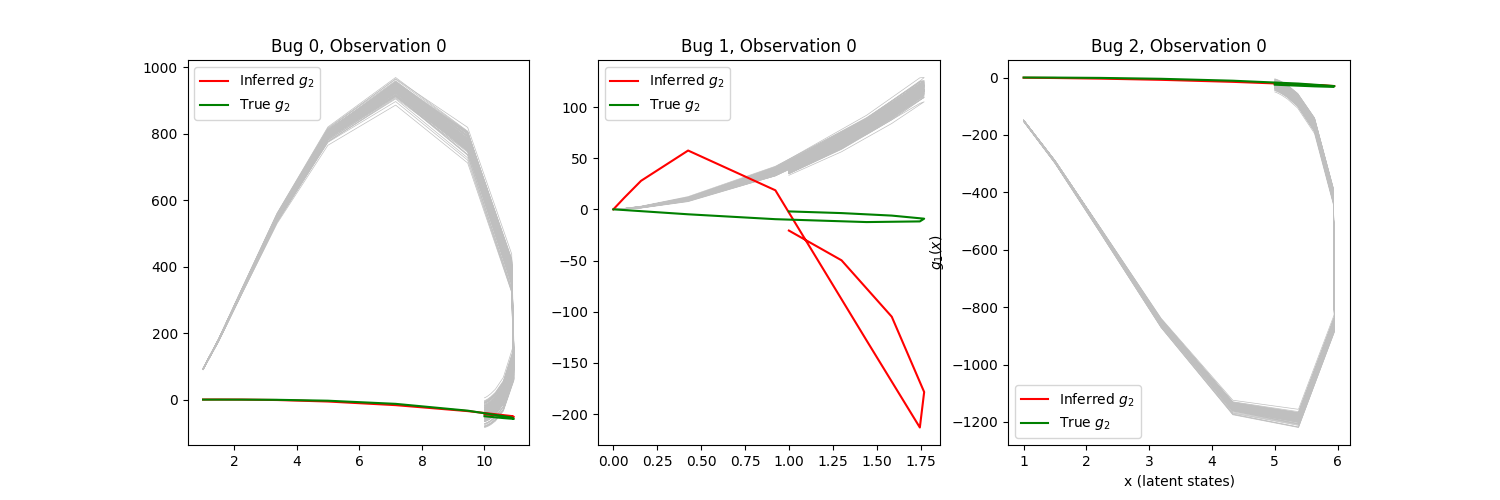 Bug 0, Observation 0
Inferred g₂
True g₂
1000
800
600
400
200
0
2 4 6 8 10
Bug 1, Observation 0
Inferred g₂
True g₂
100
50
0
−50
−100
−150
−200
0.00 0.25 0.50 0.75 1.00 1.25 1.50 1.75
Bug 2, Observation 0
g₁(x)
0
−200
−400
−600
−800
−1000
−1200
Inferred g₂
True g₂
1 2 3 4 5 6
x (latent states)